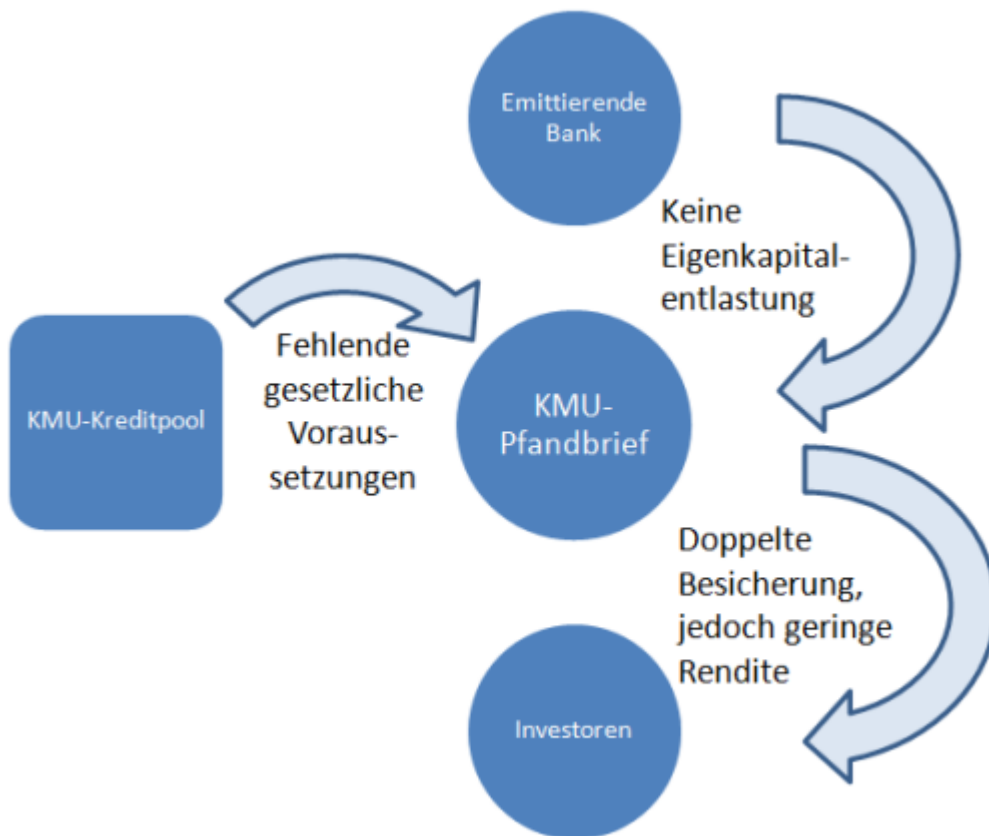 Emittierende
Bank
Keine
Eigenkapital-
entlastung
Fehlende
gesetzliche
Voraus-
setzungen
KMU-Kreditpool
KMU-
Pfandbrief
Doppelte
Besicherung,
jedoch geringe
Rendite
Investoren